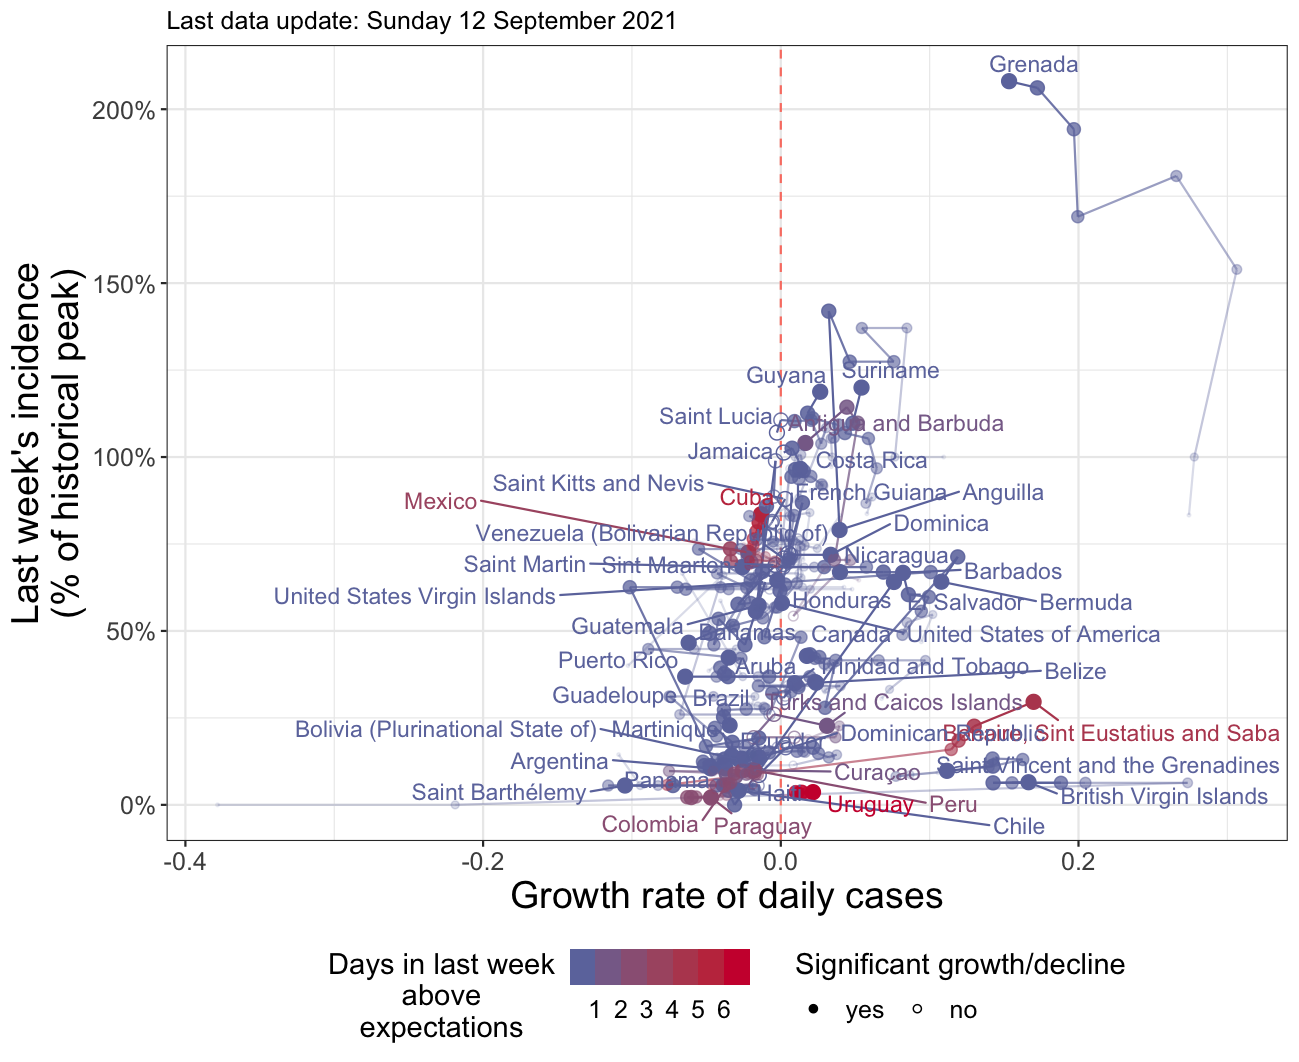 Last data update: Sunday 12 September 2021
Last week's incidence
(% of historical peak)
200%
150%
100%
50%
0%
Grenada
Guyana
Suriname
Saint Lucia
Antigua and Barbuda
Jamaica
Costa Rica
Saint Kitts and Nevis
Mexico
Cuba
French Guiana
Anguilla
Venezuela (Bolivarian Republic of)
Dominica
Nicaragua
Saint Martin
Sint Maarten
Barbados
United States Virgin Islands
Honduras
El Salvador
Bermuda
Guatemala
Bahamas
Canada
United States of America
Puerto Rico
Aruba
Trinidad and Tobago
Belize
Guadeloupe
Brazil
Turks and Caicos Islands
Bolivia (Plurinational State of)
Martinique
Ecuador
Dominican Republic
Bonaire, Sint Eustatius and Saba
Argentina
Curaçao
Saint Vincent and the Grenadines
Saint Barthélemy
Panama
Haiti
Uruguay
Peru
British Virgin Islands
Colombia
Paraguay
Chile
-0.4
-0.2
0.0
0.2
Growth rate of daily cases
Days in last week
above
expectations
1 2 3 4 5 6
Significant growth/decline
yes
no